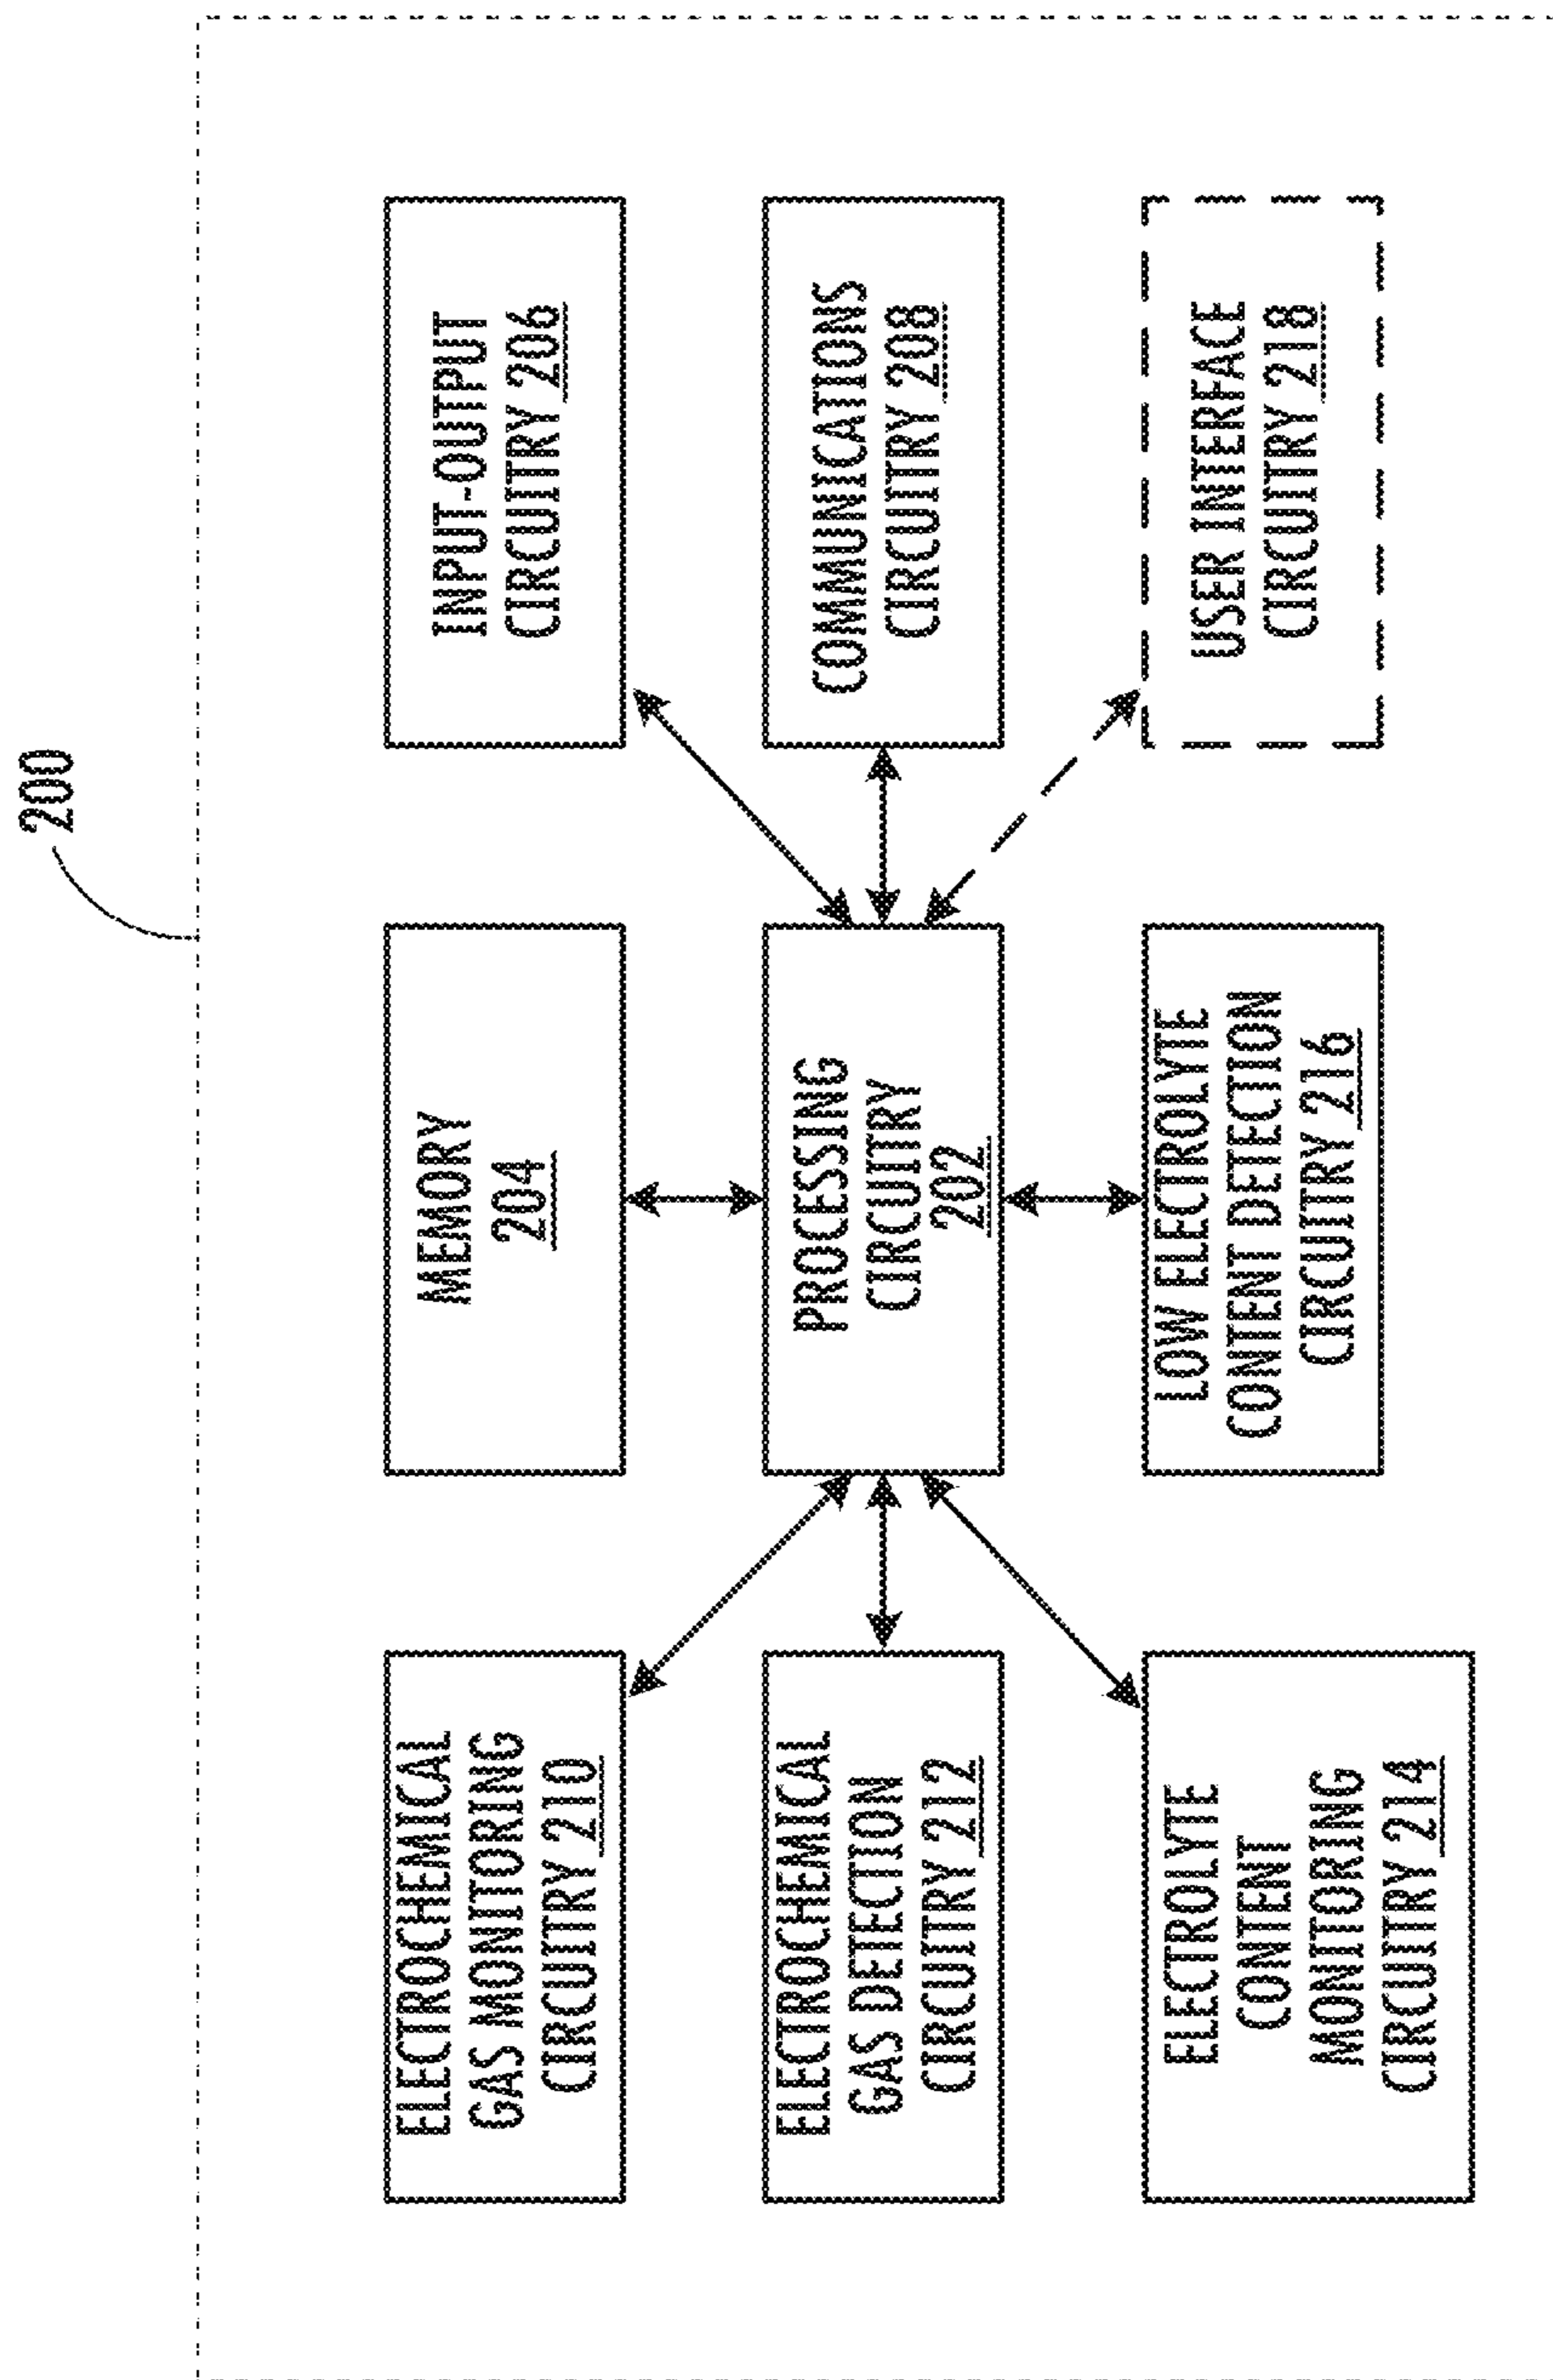 200
ELECTROCHEMICAL
GAS MONITORING
CIRCUITRY 210
MEMORY
204
INPUT-OUTPUT
CIRCUITRY 206
ELECTROCHEMICAL
GAS DETECTION
CIRCUITRY 212
PROCESSING
CIRCUITRY
202
COMMUNICATIONS
CIRCUITRY 208
ELECTROLYTE
CONTENT
MONITORING
CIRCUITRY 214
LOW ELECTROLYTE
CONTENT DETECTION
CIRCUITRY 216
USER INTERFACE
CIRCUITRY 218